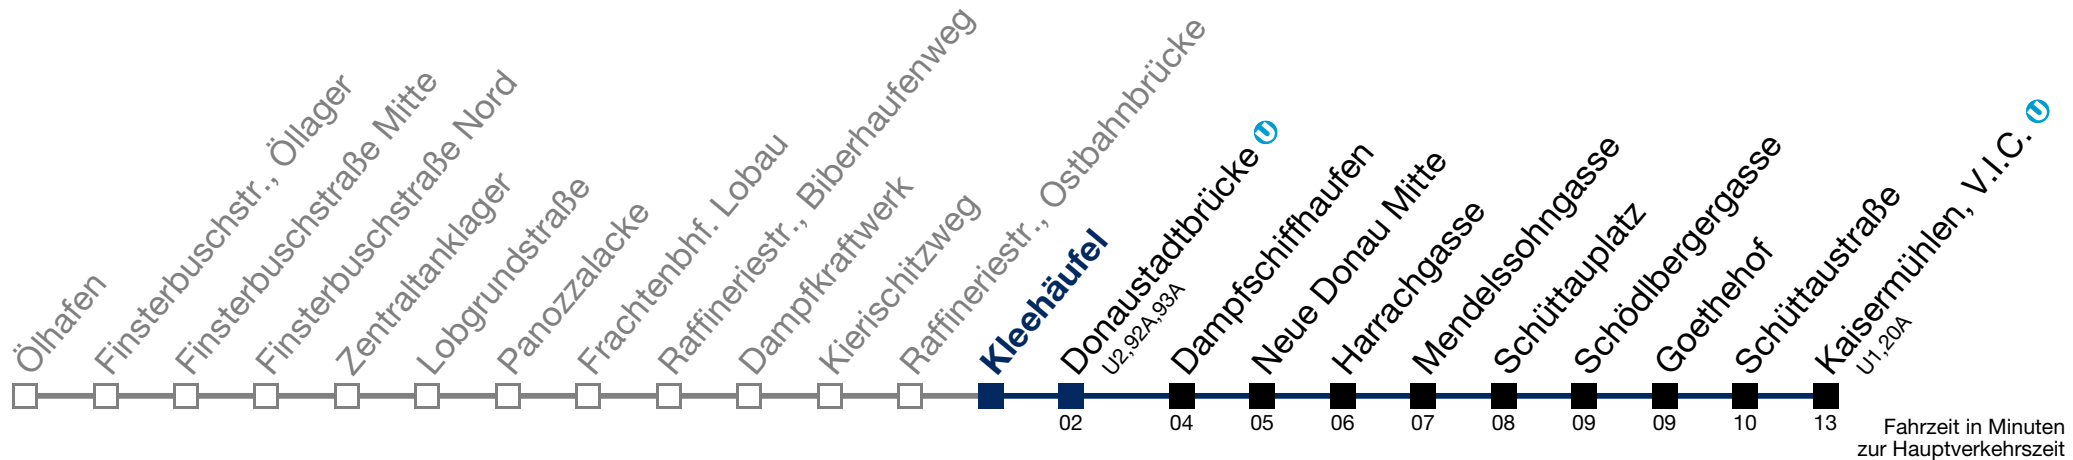 Ölhafen
Finsterbuschstr., Öllager
Finsterbuschstraße Mitte
Finsterbuschstraße Nord
Zentraltanklager
Lobgrundstraße
Panozzalacke
Frachtenbhf. Lobau
Raffineriestr., Biberhaufenweg
Dampfkraftwerk
Kierischitzweg
Raffineriestr., Ostbahnbrücke
Kleehäufel
Donaustadtbrücke U
U2,92A,93A
Dampfschiffhaufen
Neue Donau Mitte
Harrachgasse
Mendelssohngasse
Schüttauplatz
Schödlbergergasse
Goethehof
Schüttaustraße
Kaisermühlen, V.I.C. U
U1,20A
02 04 05 06 07 08 09 09 10 13
Fahrzeit in Minuten
zur Hauptverkehrszeit